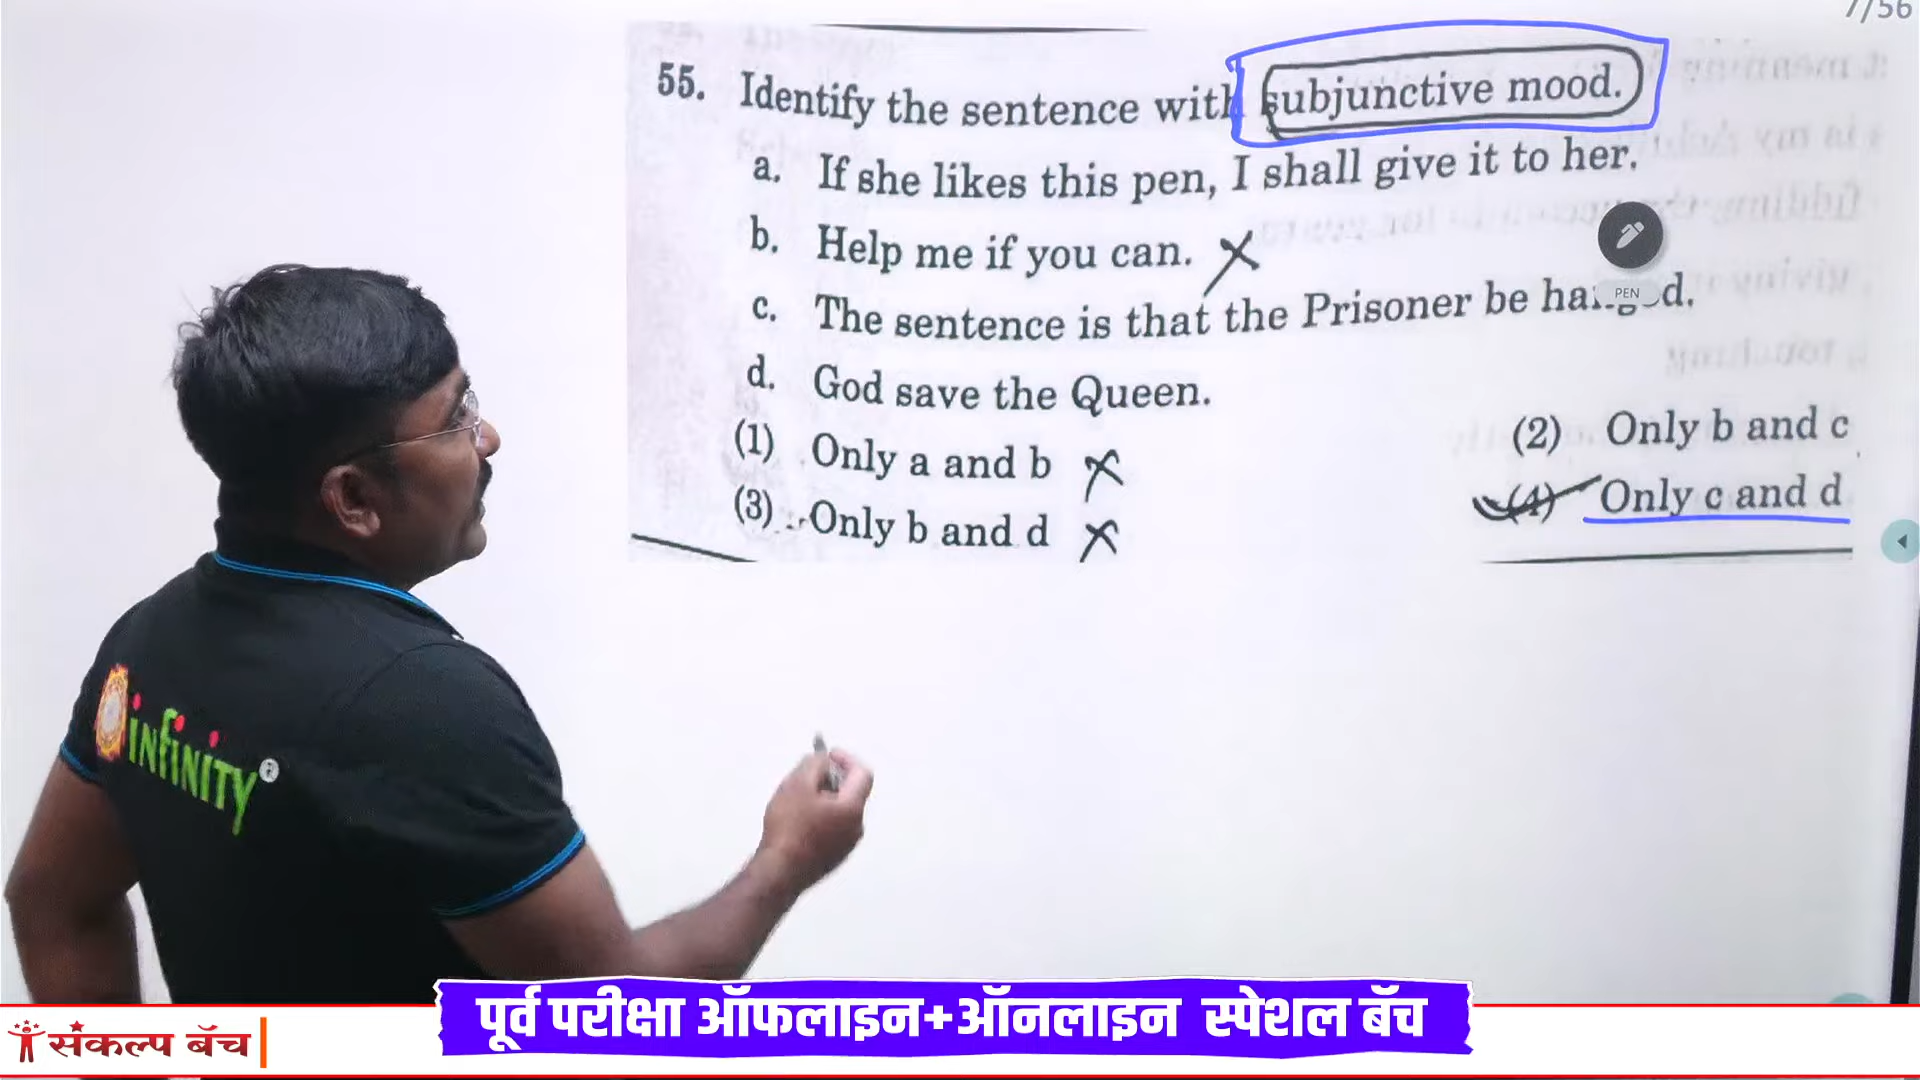 7/56
55. Identify the sentence with subjunctive mood.
a. If she likes this pen, I shall give it to her.
b. Help me if you can.
c. The sentence is that the Prisoner be
PEN
d. God save the Queen.
(1) Only a and b
(2) Only b and c
(3) Only b and d
(4) Only c and d
infinity
पूर्व परीक्षा ऑफलाइन+ऑनलाइन स्पेशल बॅच
संकल्प बॅच